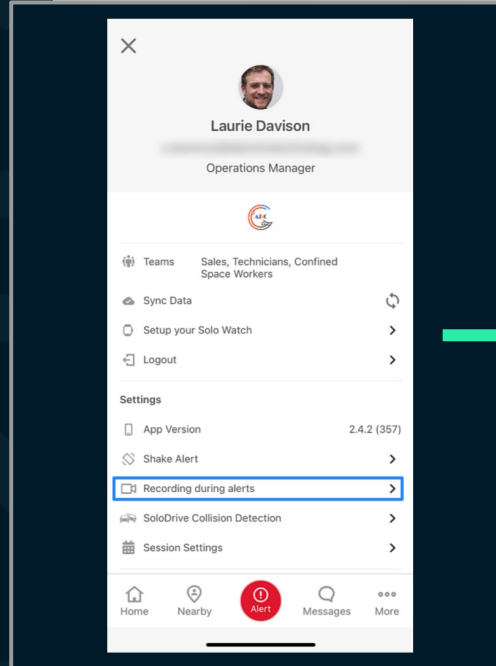 Laurie Davison
Operations Manager
ABC
Teams Sales, Technicians, Confined
Space Workers
Sync Data
Setup your Solo Watch
Logout
Settings
App Version 2.4.2 (357)
Shake Alert
Recording during alerts
SoloDrive Collision Detection
Session Settings
Home Nearby Alert Messages More